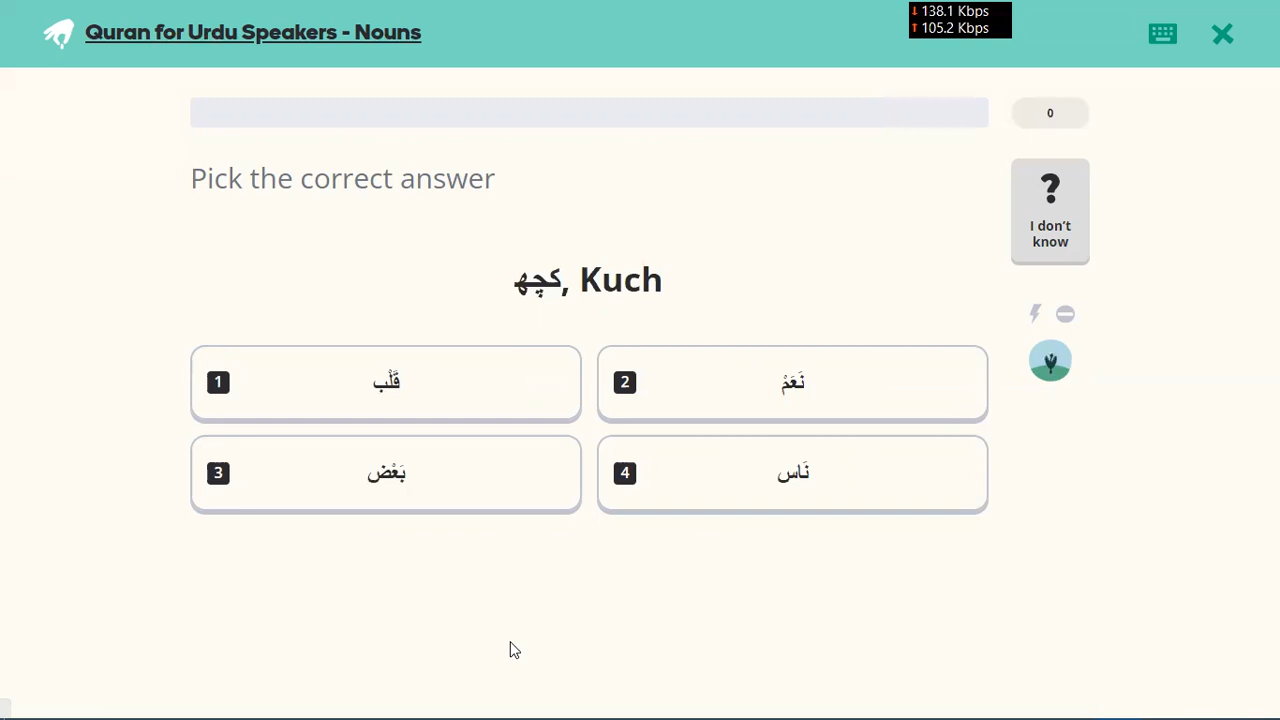 Quran for Urdu Speakers - Nouns
↓ 138.1 Kbps
↑ 105.2 Kbps
0
Pick the correct answer
?
I don't
know
کچھ, Kuch
1 قَلْب
2 نَعَمْ
3 بَعْض
4 نَاس